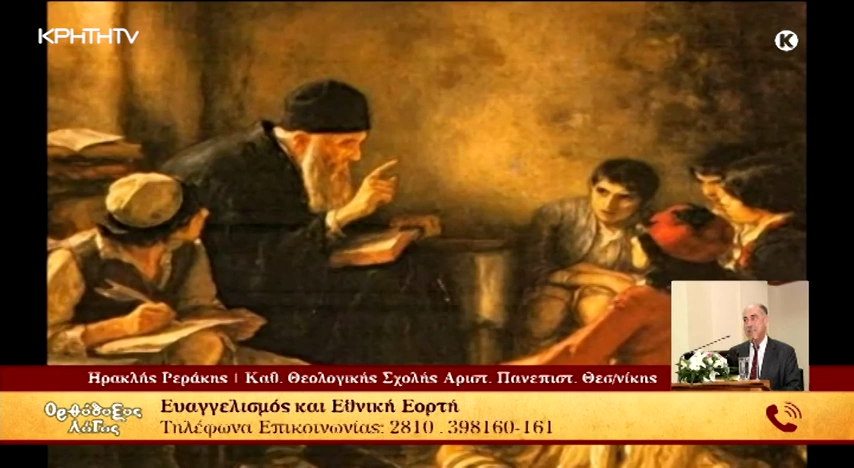 ΚΡΗΤΗTV
K
Ηρακλής Ρεράκης | Καθ. Θεολογικής Σχολής Αριστ. Πανεπιστ. Θεσ/νίκης
Ορθόδοξος
Λόγος
Ευαγγελισμός και Εθνική Εορτή
Τηλέφωνα Επικοινωνίας: 2810 . 398160-161